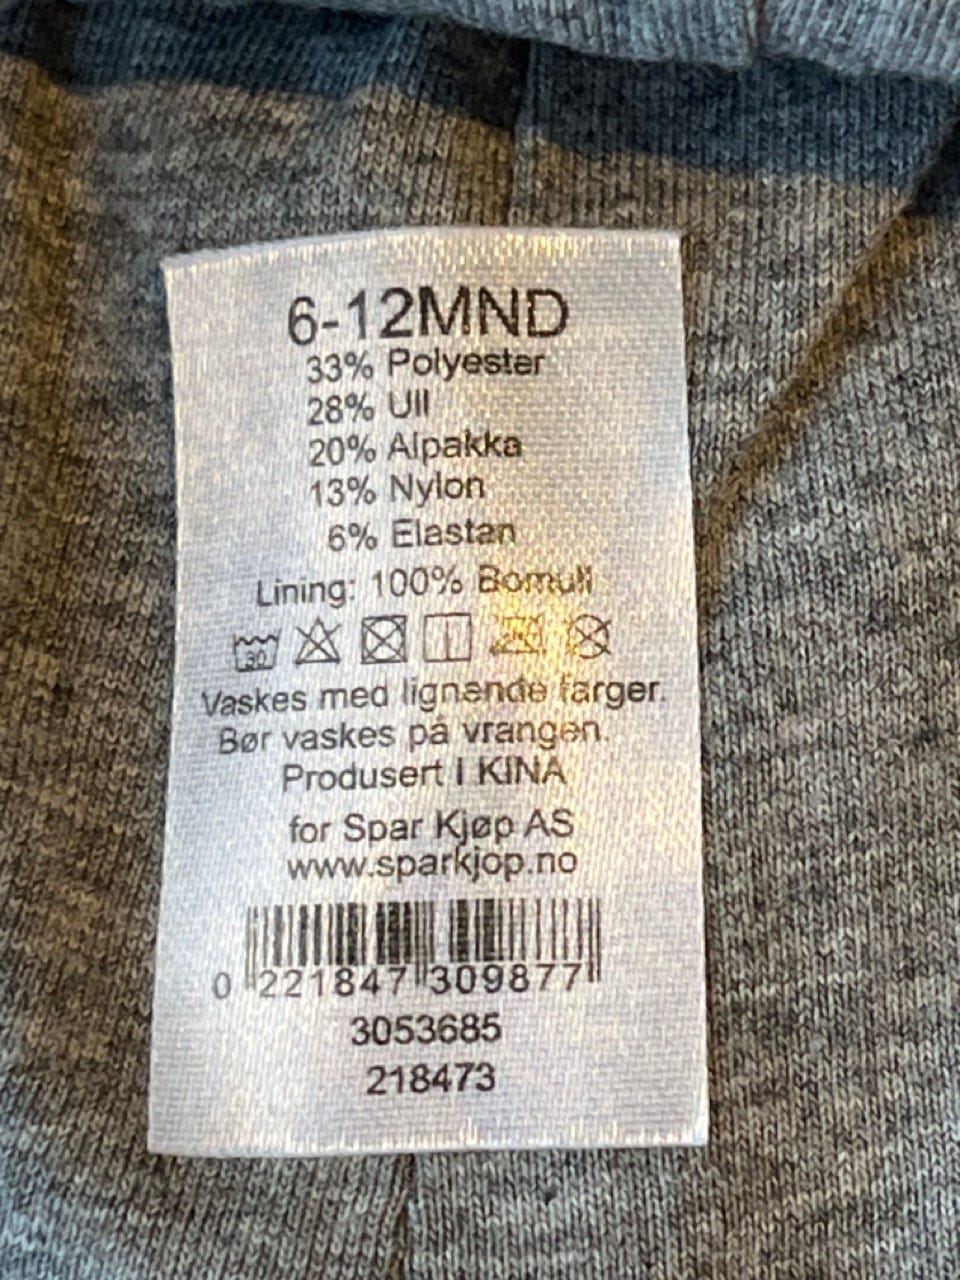 6-12MND
33% Polyester
28% Ull
20% Alpakka
13% Nylon
6% Elastan
Lining: 100% Bomull
30
Vaskes med lignende farger.
Bør vaskes på vrangen.
Produsert I KINA
for Spar Kjøp AS
www.sparkjop.no
0 221847 309877
3053685
218473